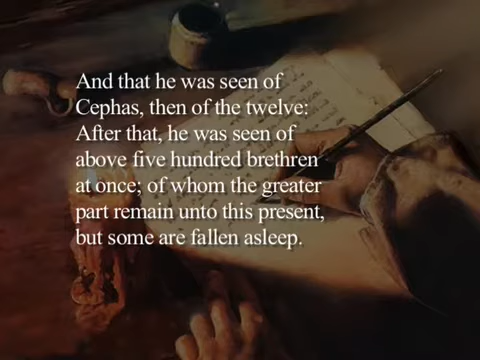 And that he was seen of
Cephas, then of the twelve:
After that, he was seen of
above five hundred brethren
at once; of whom the greater
part remain unto this present,
but some are fallen asleep.